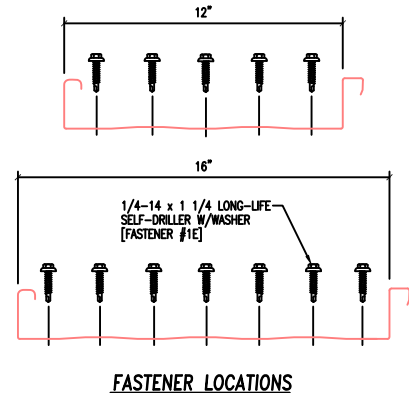 12"
16"
1/4-14 x 1 1/4 LONG-LIFE
SELF-DRILLER W/WASHER
[FASTENER #1E]
FASTENER LOCATIONS